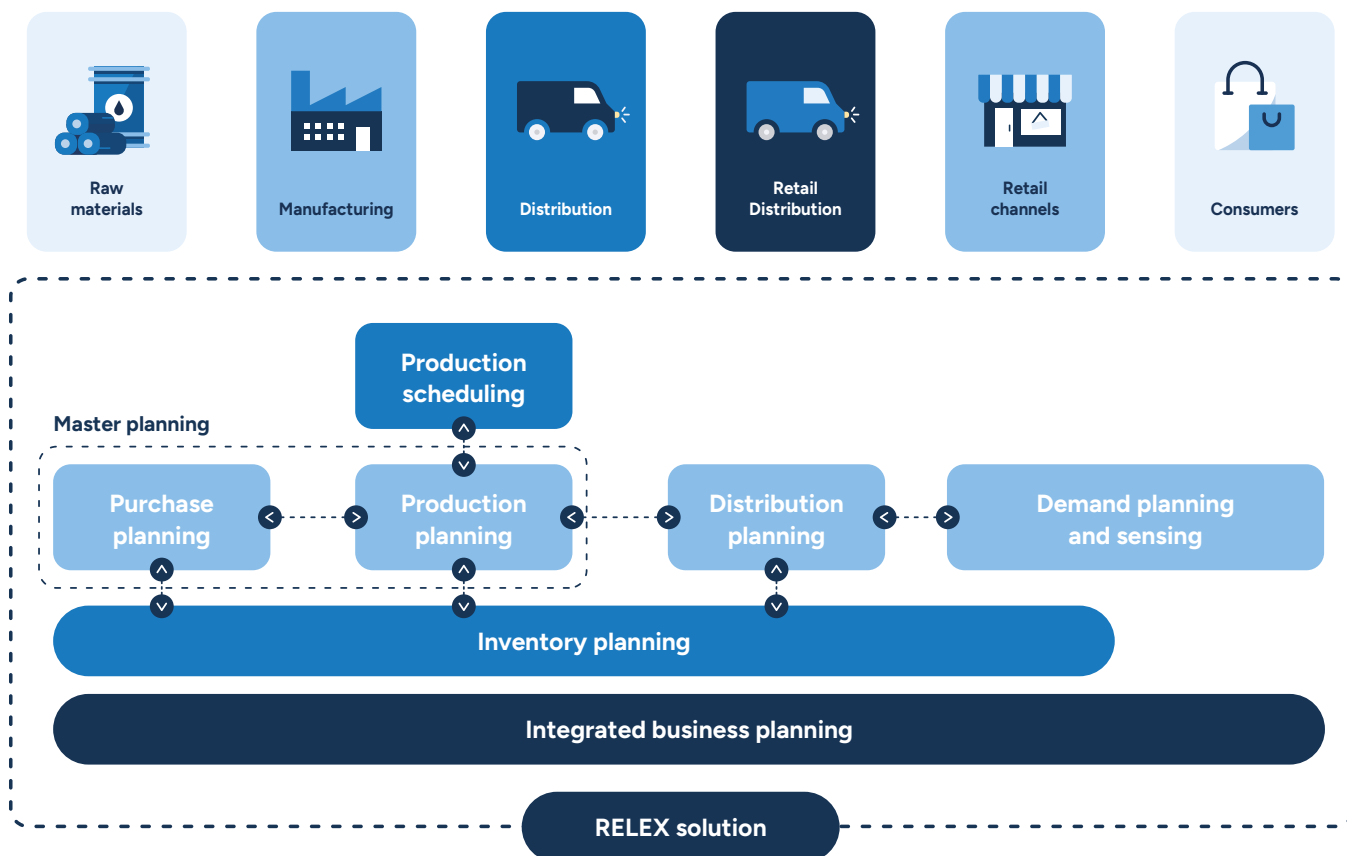 Raw
materials
Manufacturing
Distribution
Retail
Distribution
Retail
channels
Consumers
Production
scheduling
Master planning
Purchase
planning
Production
planning
Distribution
planning
Demand planning
and sensing
Inventory planning
Integrated business planning
RELEX solution